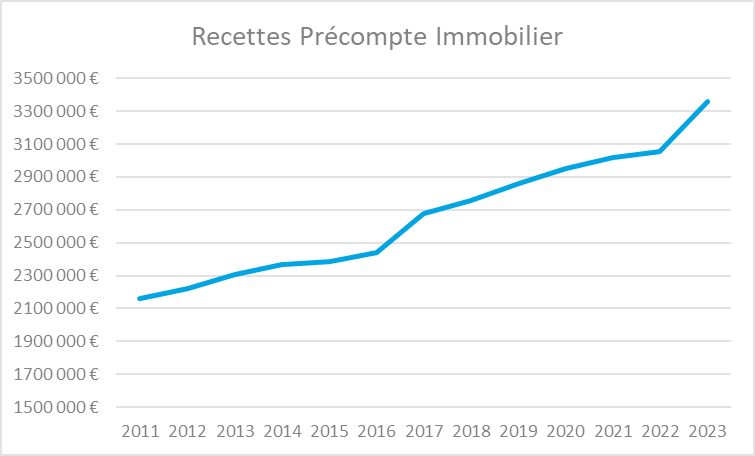 Recettes Précompte Immobilier
3500 000 €
3300 000 €
3100 000 €
2900 000 €
2700 000 €
2500 000 €
2300 000 €
2100 000 €
1900 000 €
1700 000 €
1500 000 €
2011 2012 2013 2014 2015 2016 2017 2018 2019 2020 2021 2022 2023